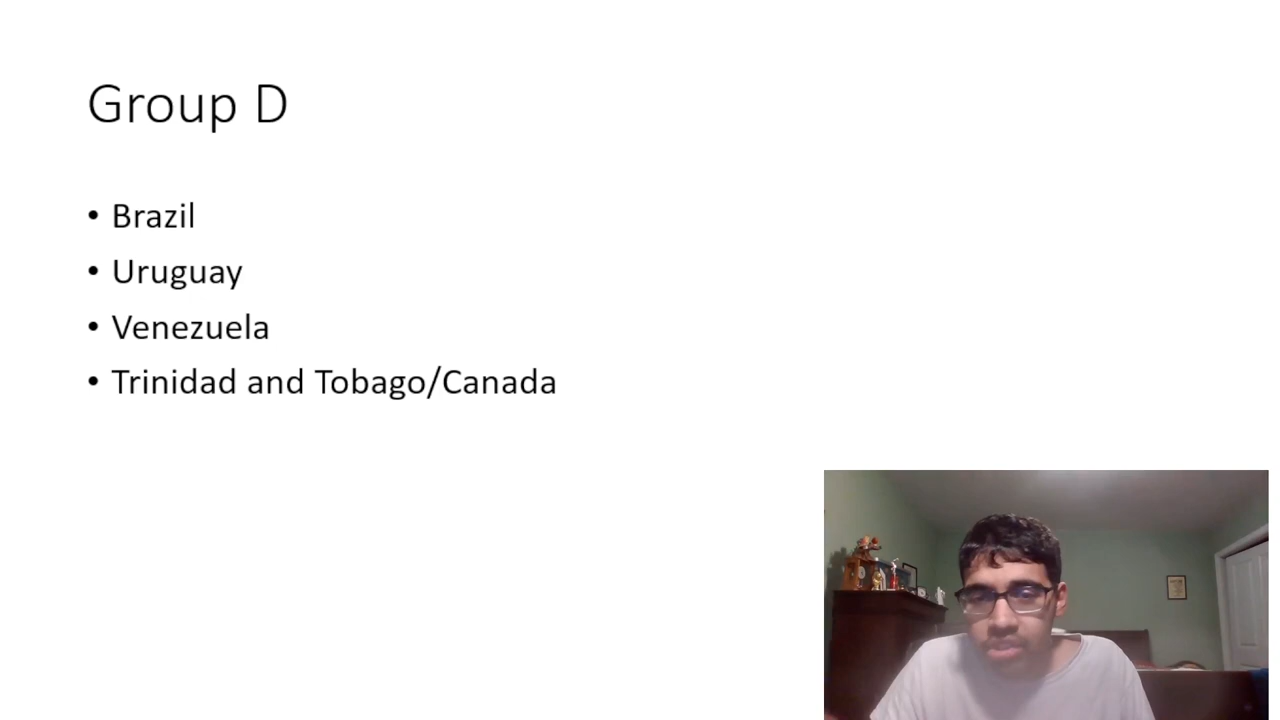 Group D
• Brazil
• Uruguay
• Venezuela
• Trinidad and Tobago/Canada